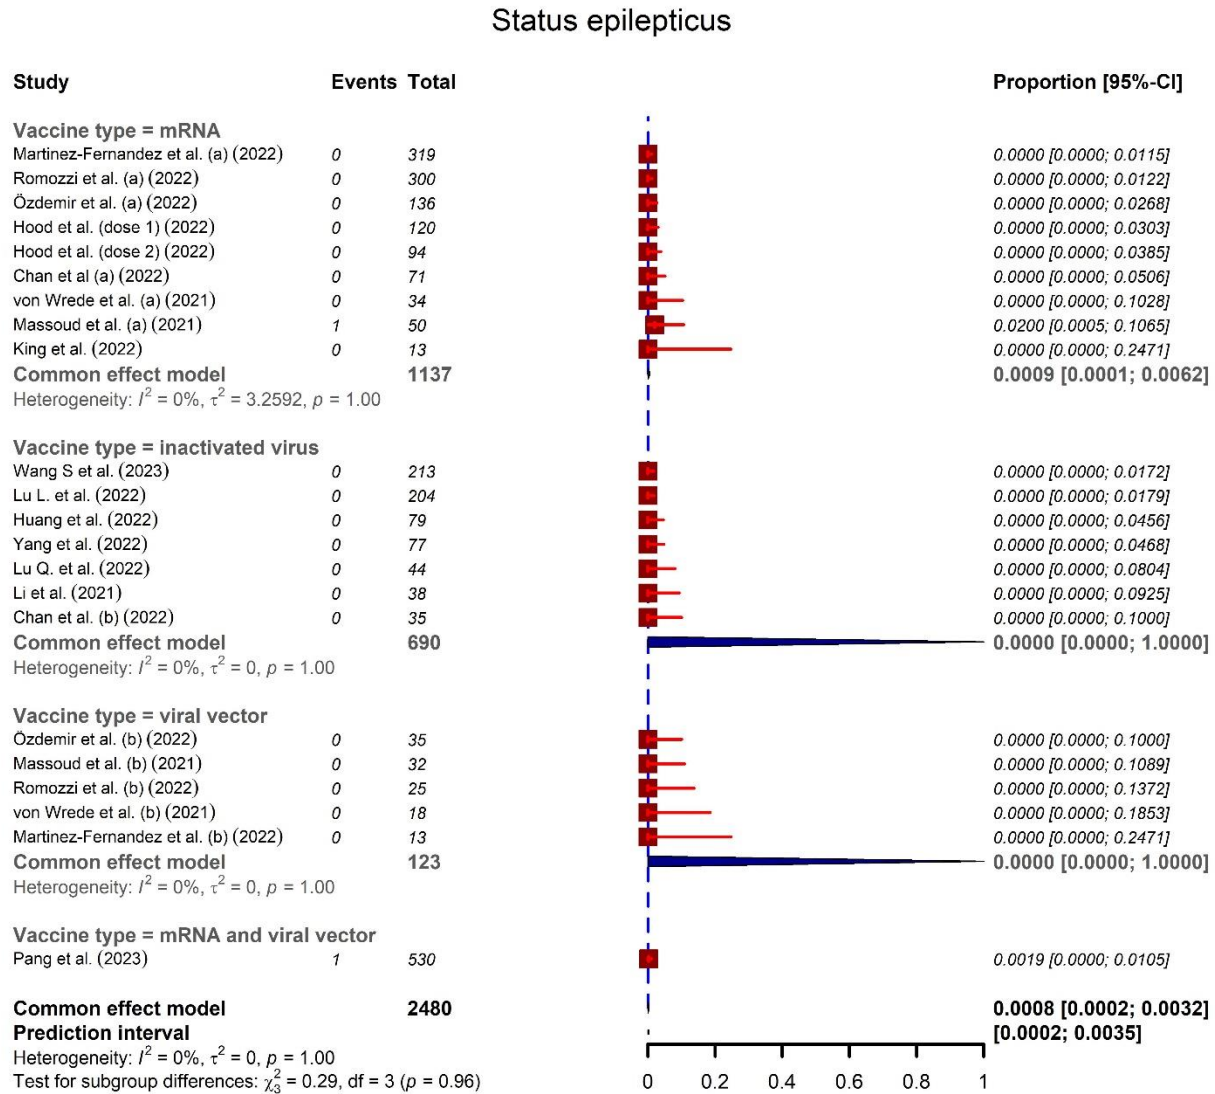 Status epilepticus
Study Events Total Proportion [95%-CI]
Vaccine type = mRNA
Martinez-Fernandez et al. (a) (2022) 0 319 0.0000 [0.0000; 0.0115]
Romozzi et al. (a) (2022) 0 300 0.0000 [0.0000; 0.0122]
Özdemir et al. (a) (2022) 0 136 0.0000 [0.0000; 0.0268]
Hood et al. (dose 1) (2022) 0 120 0.0000 [0.0000; 0.0303]
Hood et al. (dose 2) (2022) 0 94 0.0000 [0.0000; 0.0385]
Chan et al (a) (2022) 0 71 0.0000 [0.0000; 0.0506]
von Wrede et al. (a) (2021) 0 34 0.0000 [0.0000; 0.1028]
Massoud et al. (a) (2021) 1 50 0.0200 [0.0005; 0.1065]
King et al. (2022) 0 13 0.0000 [0.0000; 0.2471]
Common effect model 1137 0.0009 [0.0001; 0.0062]
Heterogeneity: I² = 0%, τ² = 3.2592, p = 1.00
Vaccine type = inactivated virus
Wang S et al. (2023) 0 213 0.0000 [0.0000; 0.0172]
Lu L. et al. (2022) 0 204 0.0000 [0.0000; 0.0179]
Huang et al. (2022) 0 79 0.0000 [0.0000; 0.0456]
Yang et al. (2022) 0 77 0.0000 [0.0000; 0.0468]
Lu Q. et al. (2022) 0 44 0.0000 [0.0000; 0.0804]
Li et al. (2021) 0 38 0.0000 [0.0000; 0.0925]
Chan et al. (b) (2022) 0 35 0.0000 [0.0000; 0.1000]
Common effect model 690 0.0000 [0.0000; 1.0000]
Heterogeneity: I² = 0%, τ² = 0, p = 1.00
Vaccine type = viral vector
Özdemir et al. (b) (2022) 0 35 0.0000 [0.0000; 0.1000]
Massoud et al. (b) (2021) 0 32 0.0000 [0.0000; 0.1089]
Romozzi et al. (b) (2022) 0 25 0.0000 [0.0000; 0.1372]
von Wrede et al. (b) (2021) 0 18 0.0000 [0.0000; 0.1853]
Martinez-Fernandez et al. (b) (2022) 0 13 0.0000 [0.0000; 0.2471]
Common effect model 123 0.0000 [0.0000; 1.0000]
Heterogeneity: I² = 0%, τ² = 0, p = 1.00
Vaccine type = mRNA and viral vector
Pang et al. (2023) 1 530 0.0019 [0.0000; 0.0105]
Common effect model 2480 0.0008 [0.0002; 0.0032]
Prediction interval [0.0002; 0.0035]
Heterogeneity: I² = 0%, τ² = 0, p = 1.00
Test for subgroup differences: χ²₃ = 0.29, df = 3 (p = 0.96)
0 0.2 0.4 0.6 0.8 1